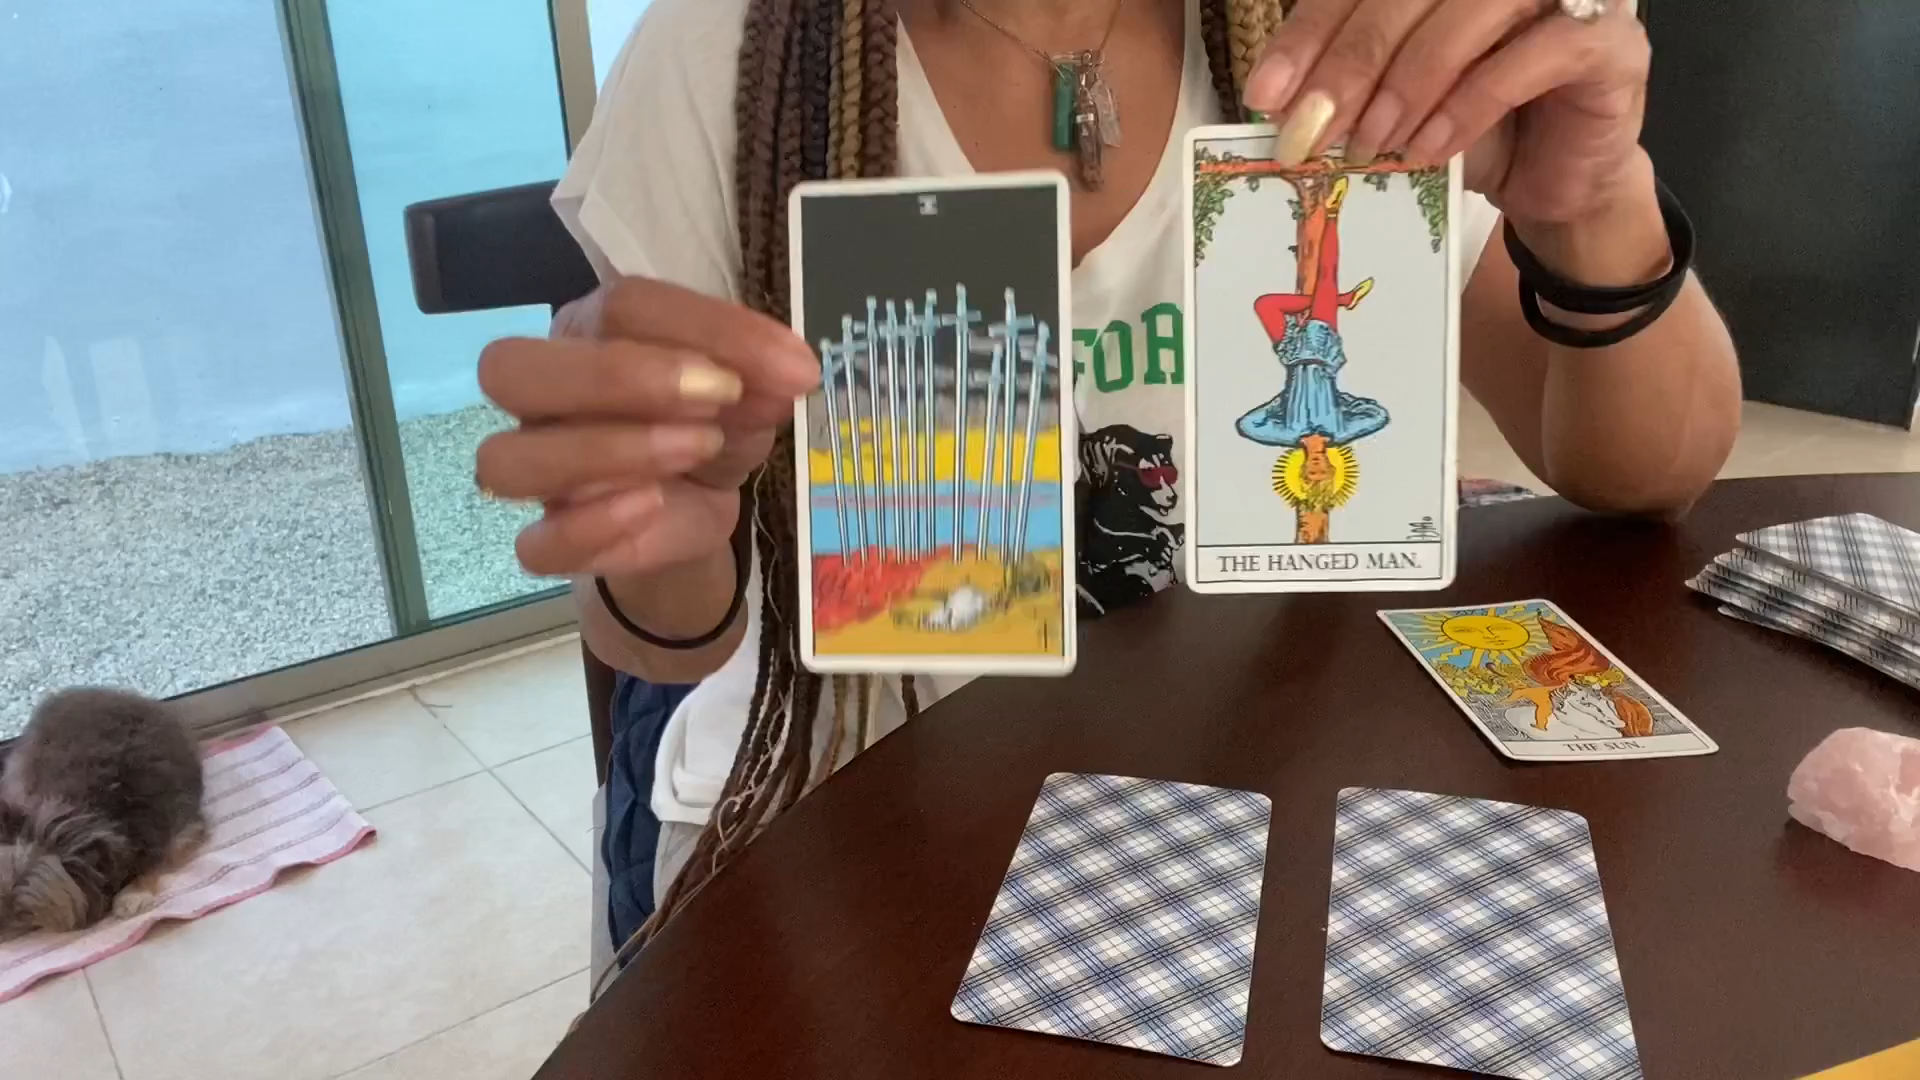 X
FOR
THE HANGED MAN.
THE SUN.